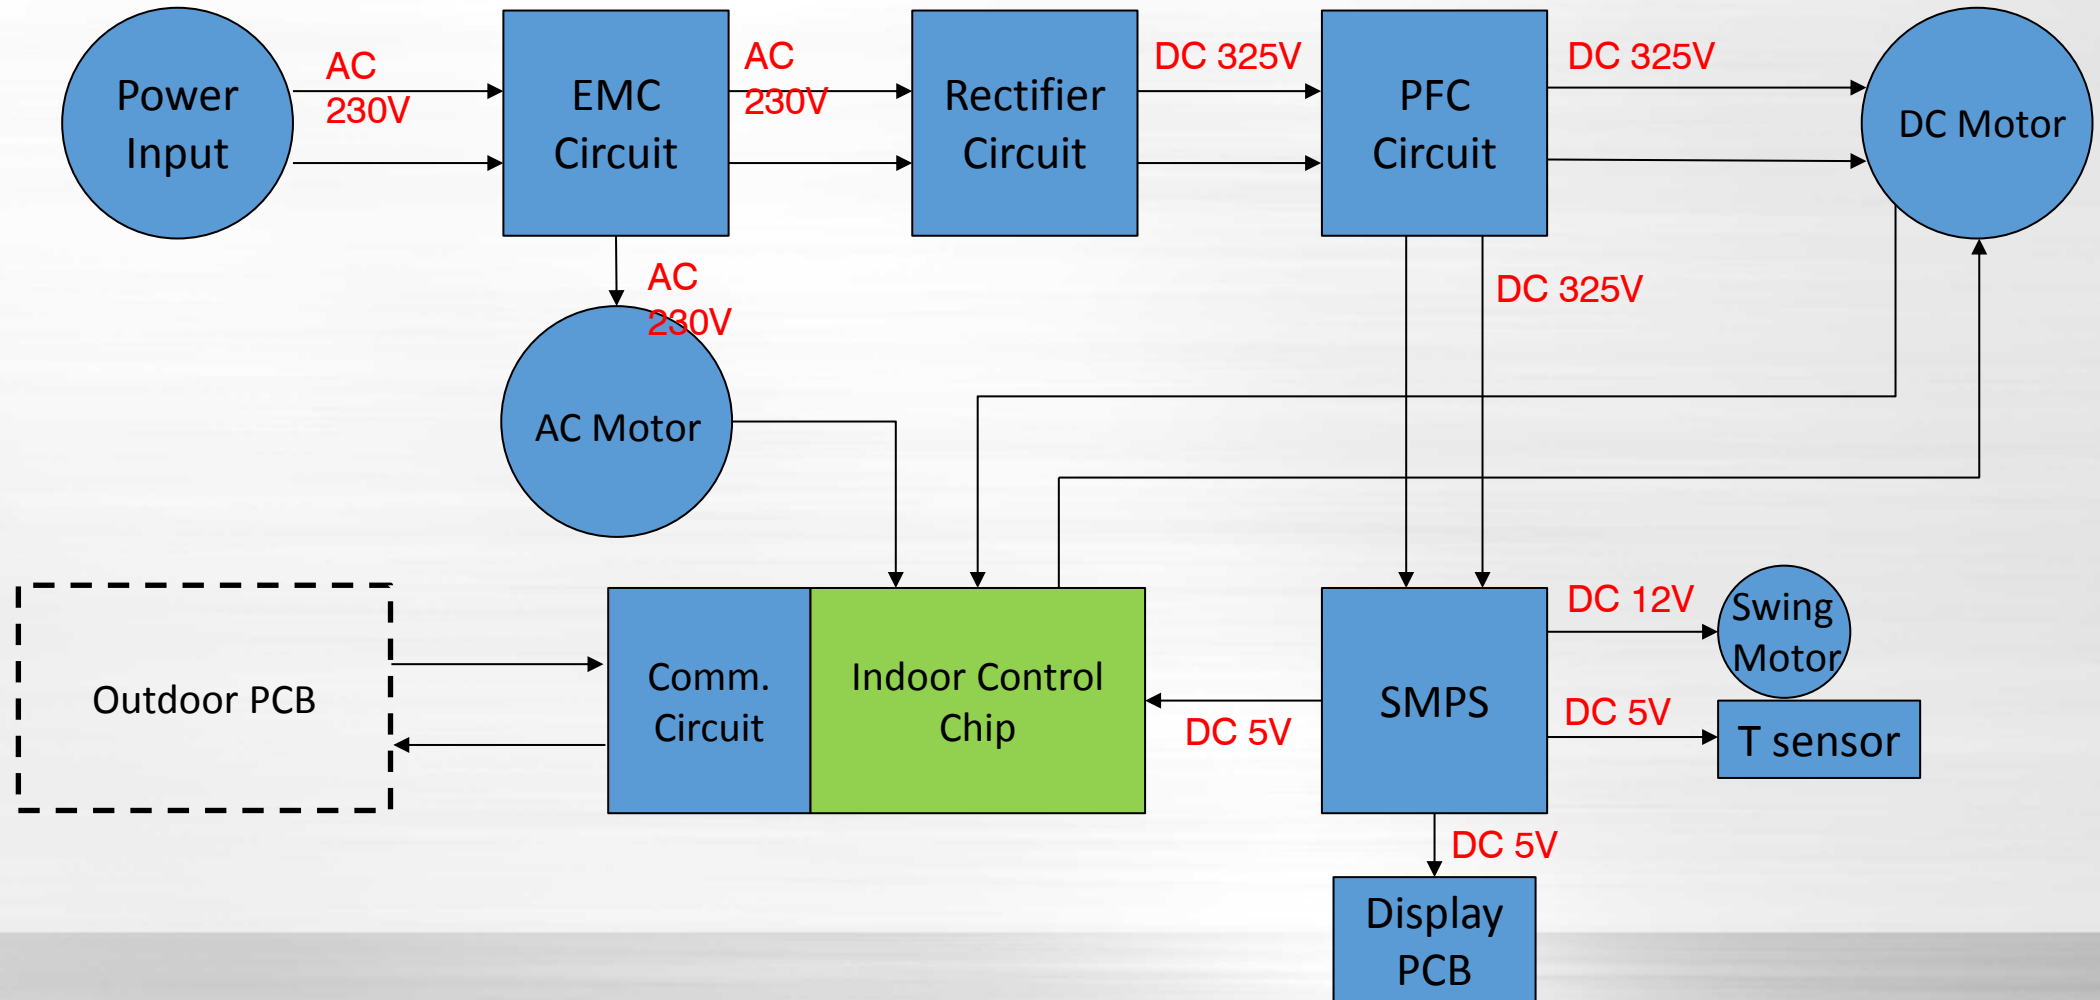 Power
Input
AC
230V
EMC
Circuit
AC
230V
Rectifier
Circuit
DC 325V
PFC
Circuit
DC 325V
DC Motor
AC
230V
DC 325V
AC Motor
Outdoor PCB
Comm.
Circuit
Indoor Control
Chip
DC 5V
SMPS
DC 12V
Swing
Motor
DC 5V
T sensor
DC 5V
Display
PCB